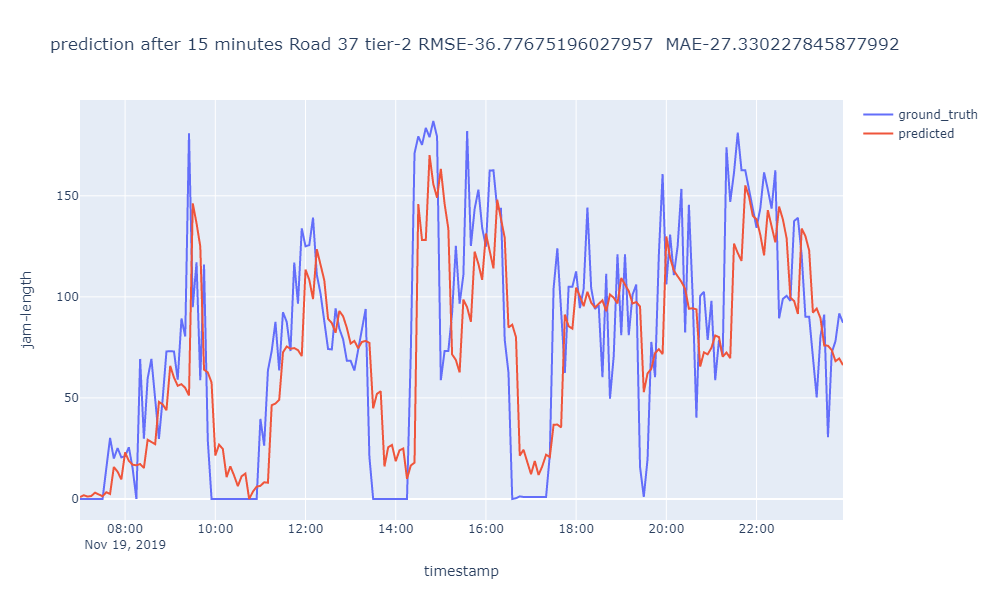 prediction after 15 minutes Road 37 tier-2 RMSE-36.77675196027957  MAE-27.330227845877992
ground_truth
predicted
150
100
50
0
jam-length
08:00 10:00 12:00 14:00 16:00 18:00 20:00 22:00
Nov 19, 2019
timestamp